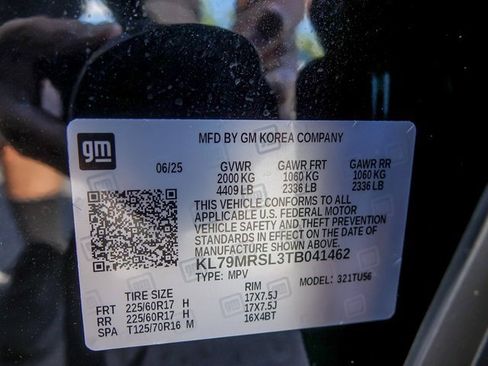 gm
MFD BY GM KOREA COMPANY
06/25 GVWR GAWR FRT GAWR RR
2000 KG 1060 KG 1060 KG
4409 LB 2336 LB 2336 LB
THIS VEHICLE CONFORMS TO ALL
APPLICABLE U.S. FEDERAL MOTOR
VEHICLE SAFETY AND THEFT PREVENTION
STANDARDS IN EFFECT ON THE DATE OF
MANUFACTURE SHOWN ABOVE.
KL79MRSL3TB041462
TYPE: MPV MODEL: 321TU56
TIRE SIZE RIM
FRT 225/60R17 H 17X7.5J
RR 225/60R17 H 17X7.5J
SPA T125/70R16 M 16X4BT